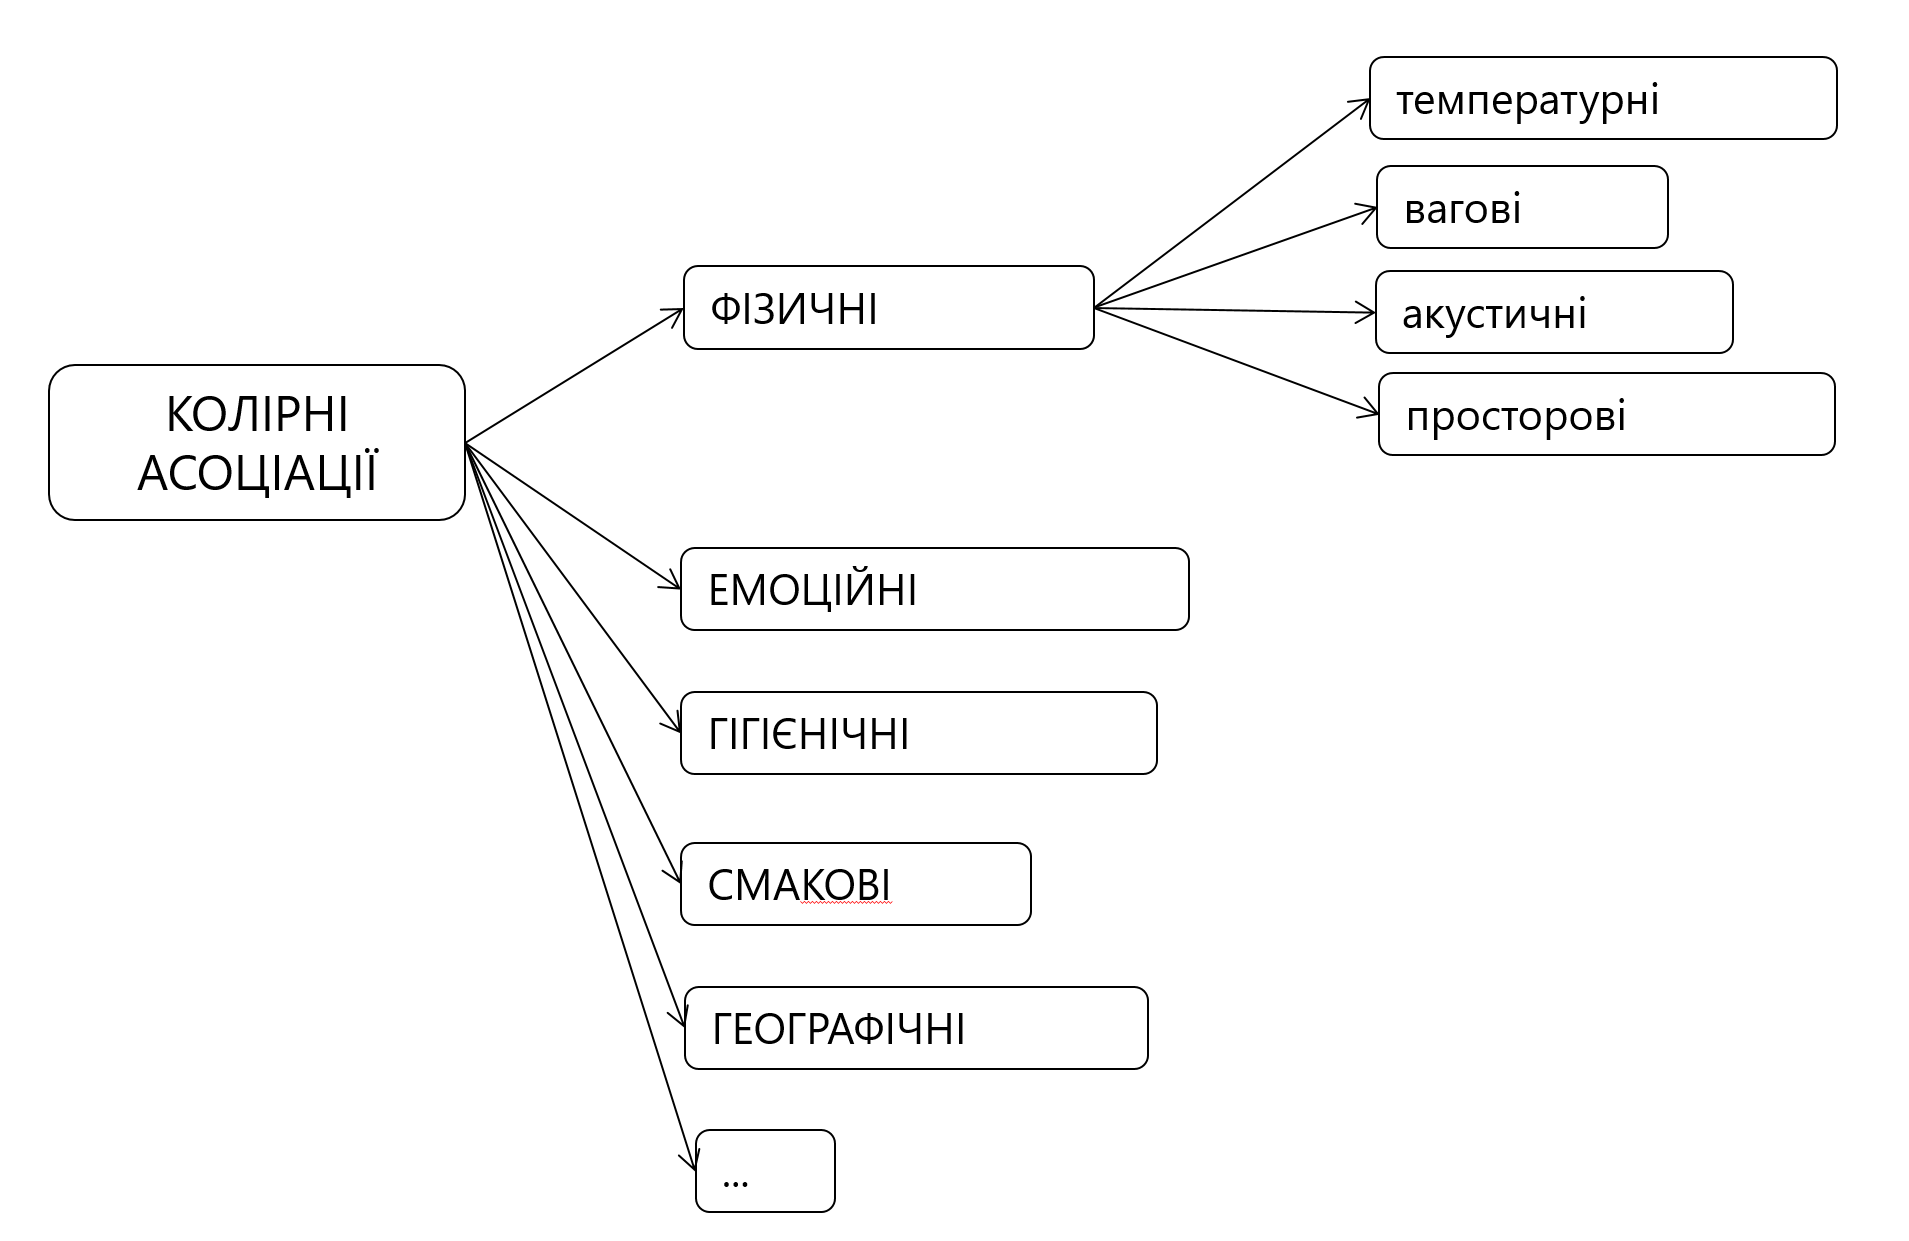 КОЛІРНІ
АСОЦІАЦІЇ
ФІЗИЧНІ
температурні
вагові
акустичні
просторові
ЕМОЦІЙНІ
ГІГІЄНІЧНІ
СМАКОВІ
ГЕОГРАФІЧНІ
...